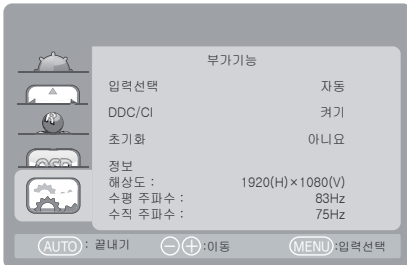 부가기능
입력선택 자동
DDC/CI 켜기
초기화 아니요
정보
해상도 : 1920(H)×1080(V)
수평 주파수 : 83Hz
수직 주파수 : 75Hz
OSD
AUTO : 끝내기 − + :이동 MENU :입력선택